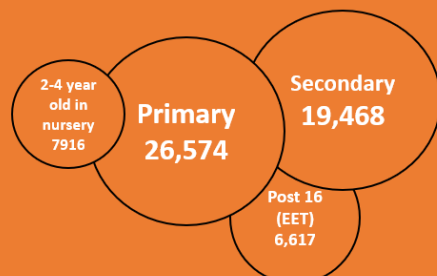 2-4 year
old in
nursery
7916
Primary
26,574
Secondary
19,468
Post 16
(EET)
6,617